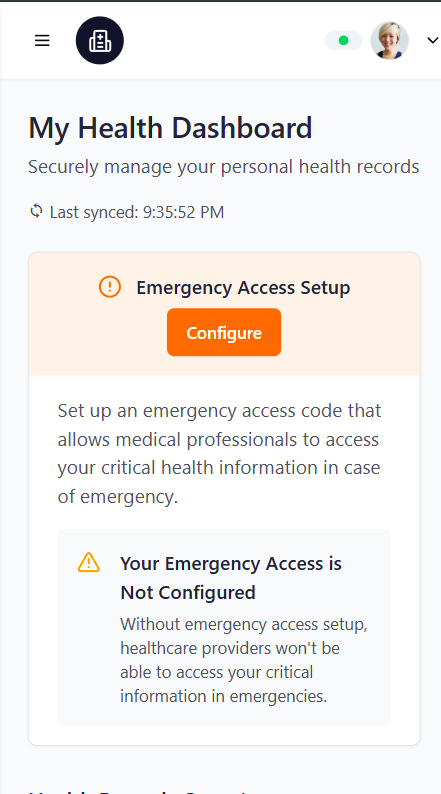 My Health Dashboard
Securely manage your personal health records
Last synced: 9:35:52 PM
Emergency Access Setup
Configure
Set up an emergency access code that
allows medical professionals to access
your critical health information in case
of emergency.
Your Emergency Access is
Not Configured
Without emergency access setup,
healthcare providers won't be
able to access your critical
information in emergencies.